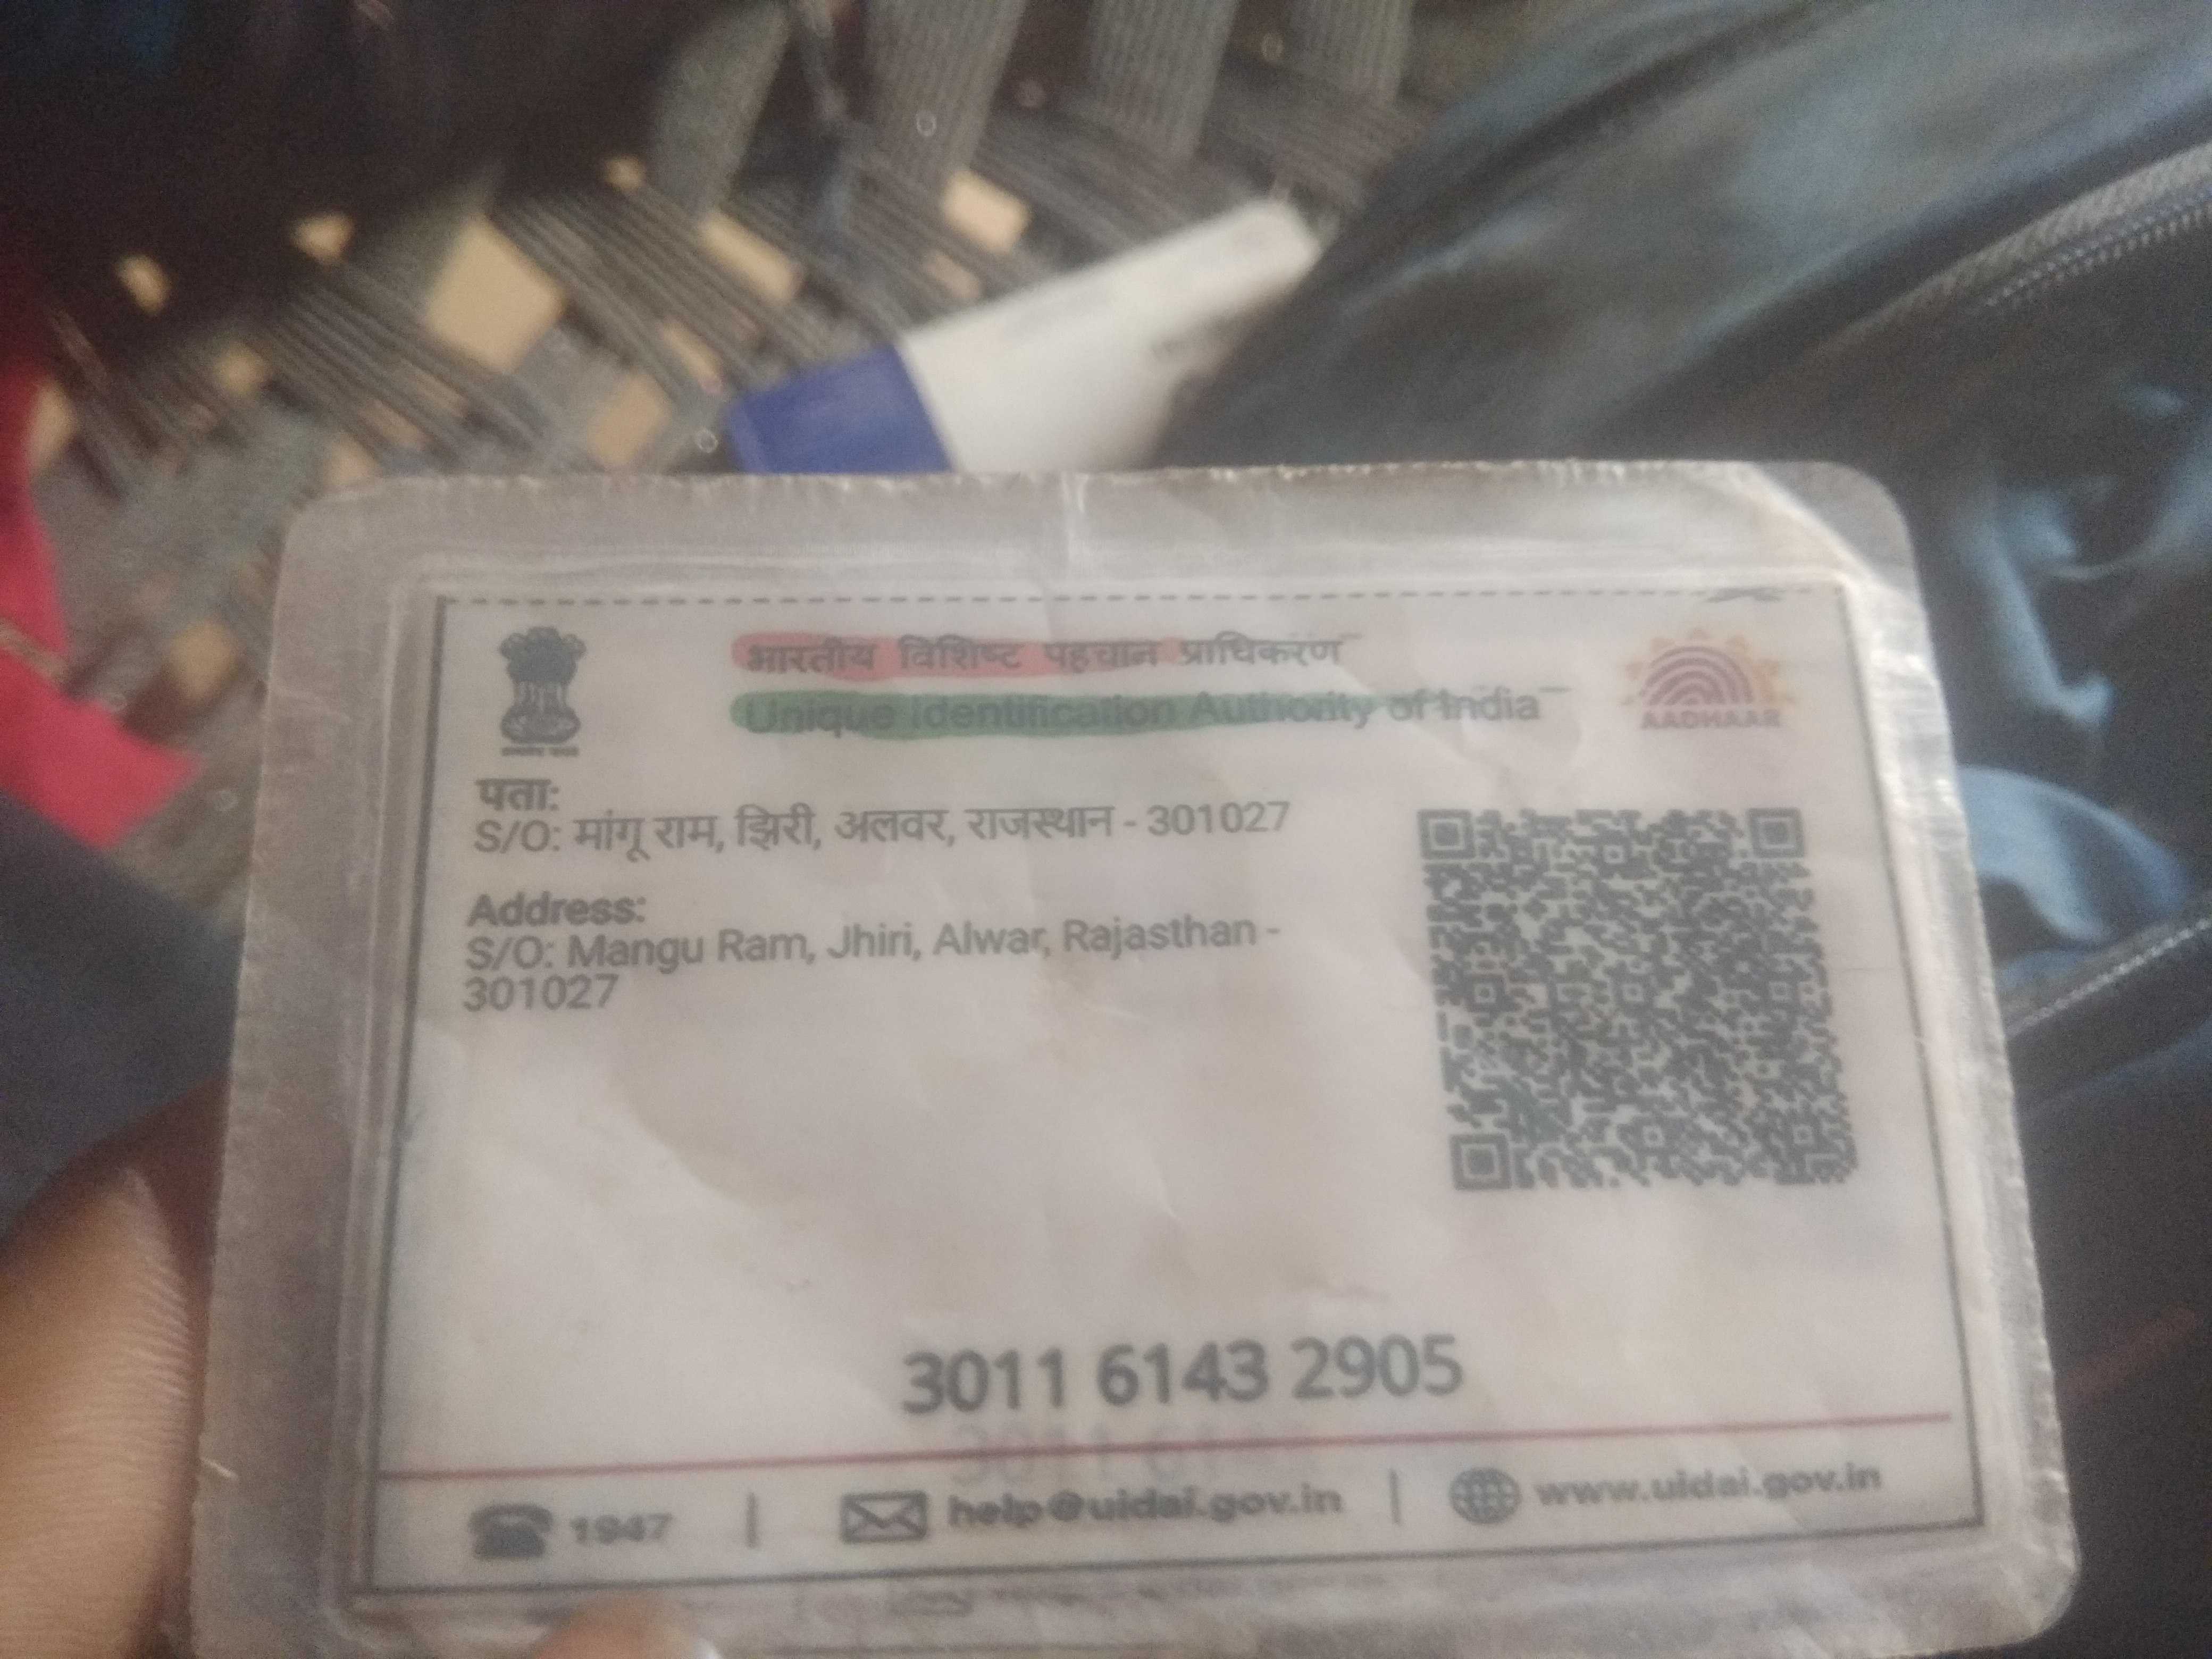 भारतीय विशिष्ट पहचान प्राधिकरण
Unique Identification Authority of India
AADHAAR
पता:
S/O: मांगू राम, झिरी, अलवर, राजस्थान - 301027
Address:
S/O: Mangu Ram, Jhiri, Alwar, Rajasthan -
301027
3011 6143 2905
1947 | help@uidai.gov.in | www.uidai.gov.in